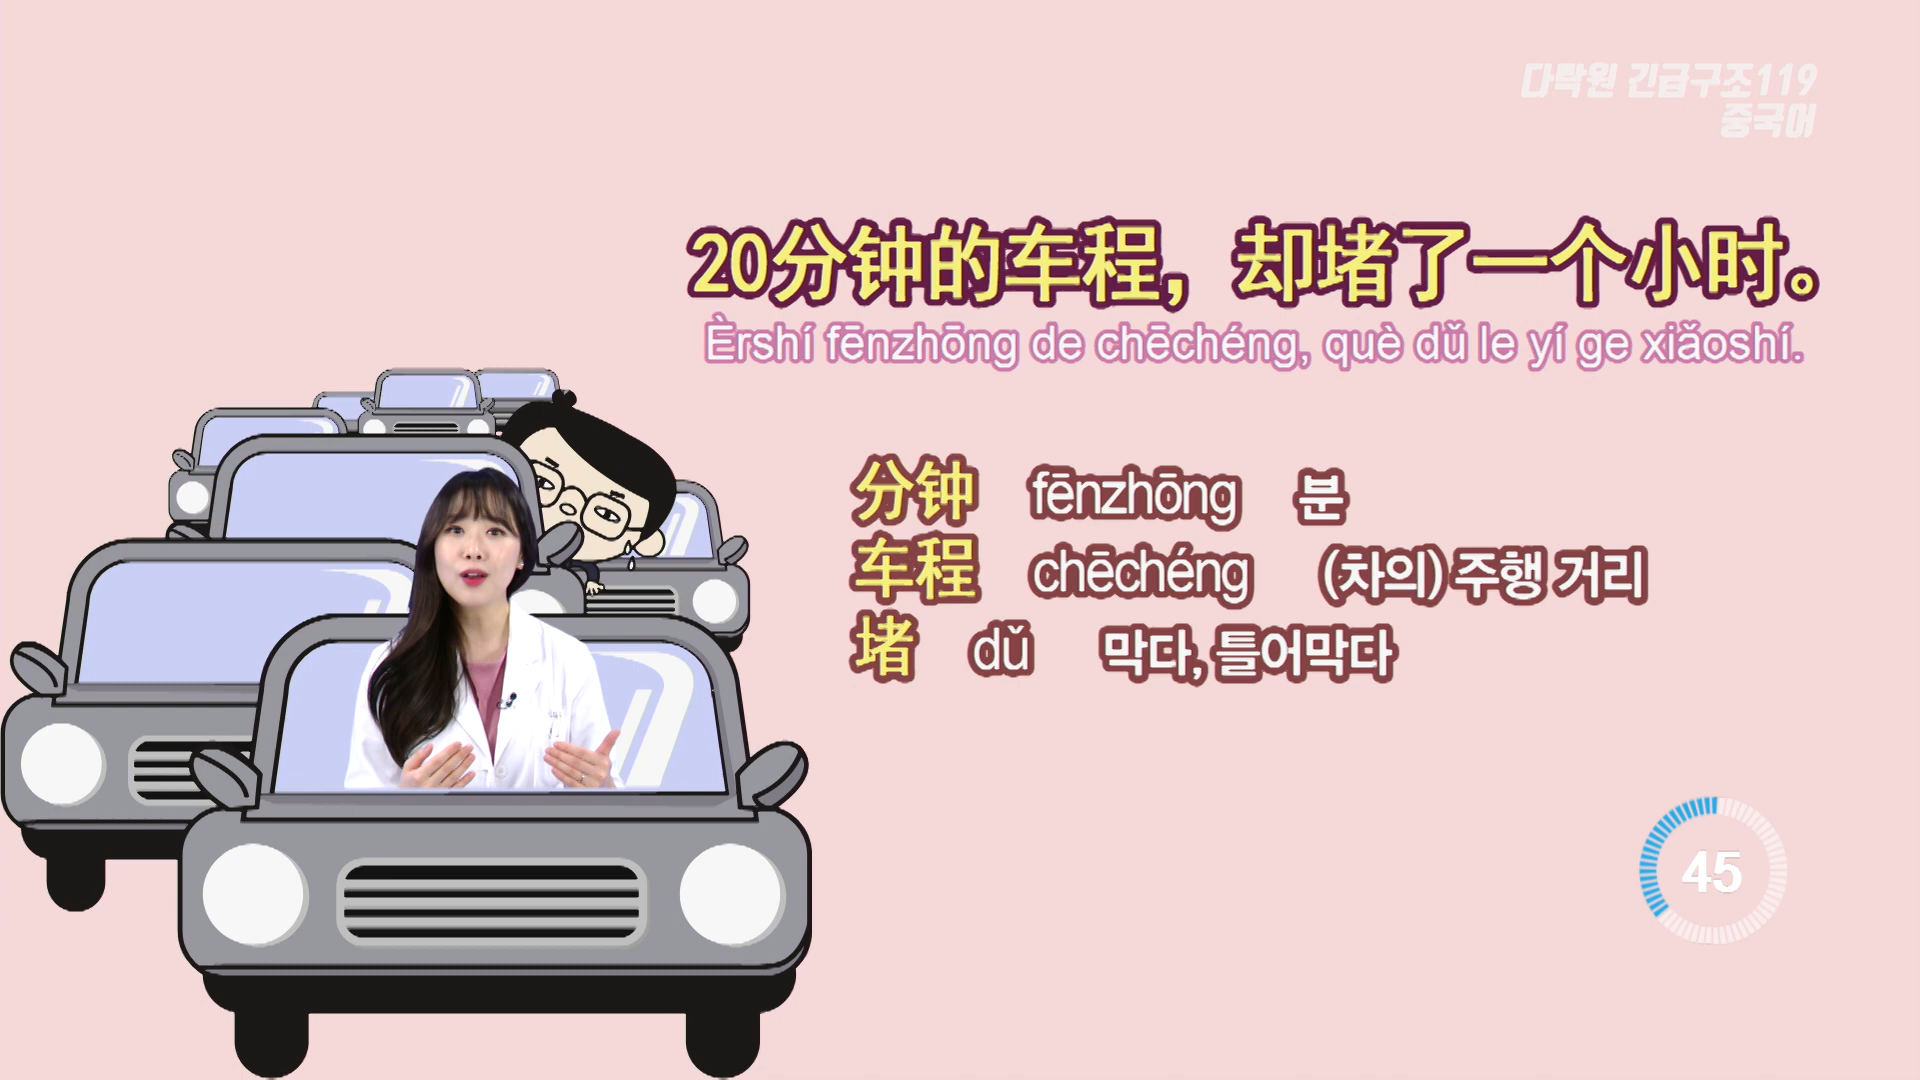 다락원 긴급구조119
중국어
20分钟的车程，却堵了一个小时。
Èrshí fēnzhōng de chēchéng, què dǔ le yí ge xiǎoshí.
分钟 fēnzhōng 분
车程 chēchéng (차의) 주행 거리
堵 dǔ 막다, 틀어막다
45